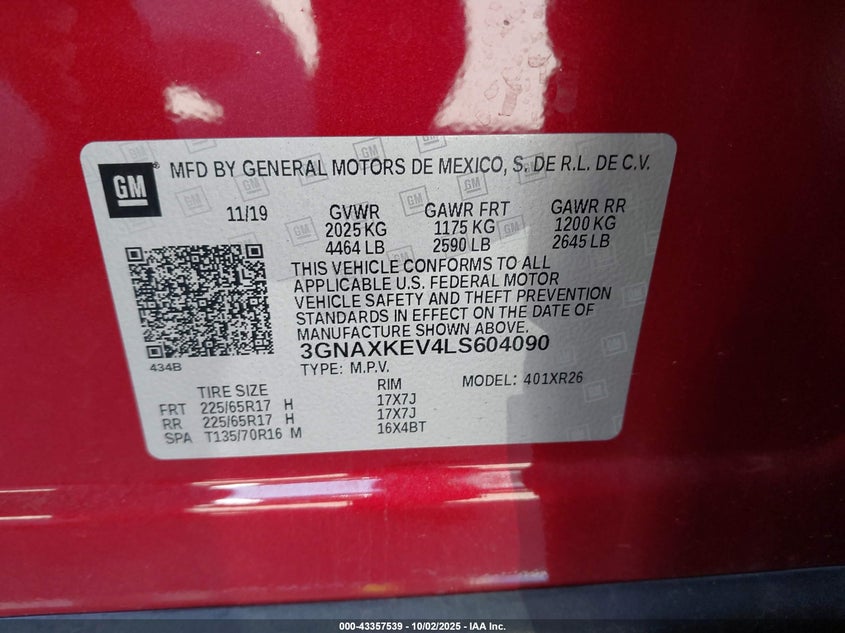 GM ® MFD BY GENERAL MOTORS DE MEXICO, S. DE R.L. DE C.V.
11/19 GVWR GAWR FRT GAWR RR
2025 KG 1175 KG 1200 KG
4464 LB 2590 LB 2645 LB
THIS VEHICLE CONFORMS TO ALL
APPLICABLE U.S. FEDERAL MOTOR
VEHICLE SAFETY AND THEFT PREVENTION
STANDARDS IN EFFECT ON THE DATE OF
MANUFACTURE SHOWN ABOVE.
434B
3GNAXKEV4LS604090
TYPE: M.P.V. MODEL: 401XR26
TIRE SIZE RIM
FRT 225/65R17 H 17X7J
RR 225/65R17 H 17X7J
SPA T135/70R16 M 16X4BT
000-43357539 - 10/02/2025 - IAA Inc.